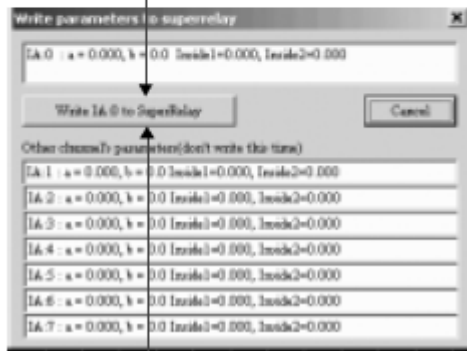 Write parameters to superrelay
IA:0 : a = 0.000, b = 0.0 Inside1=0.000, Inside2=0.000
Write IA:0 to SuperRelay
Cancel
Other channel's parameters(don't write this time)
IA:1 : a = 0.000, b = 0.0 Inside1=0.000, Inside2=0.000
IA:2 : a = 0.000, b = 0.0 Inside1=0.000, Inside2=0.000
IA:3 : a = 0.000, b = 0.0 Inside1=0.000, Inside2=0.000
IA:4 : a = 0.000, b = 0.0 Inside1=0.000, Inside2=0.000
IA:5 : a = 0.000, b = 0.0 Inside1=0.000, Inside2=0.000
IA:6 : a = 0.000, b = 0.0 Inside1=0.000, Inside2=0.000
IA:7 : a = 0.000, b = 0.0 Inside1=0.000, Inside2=0.000